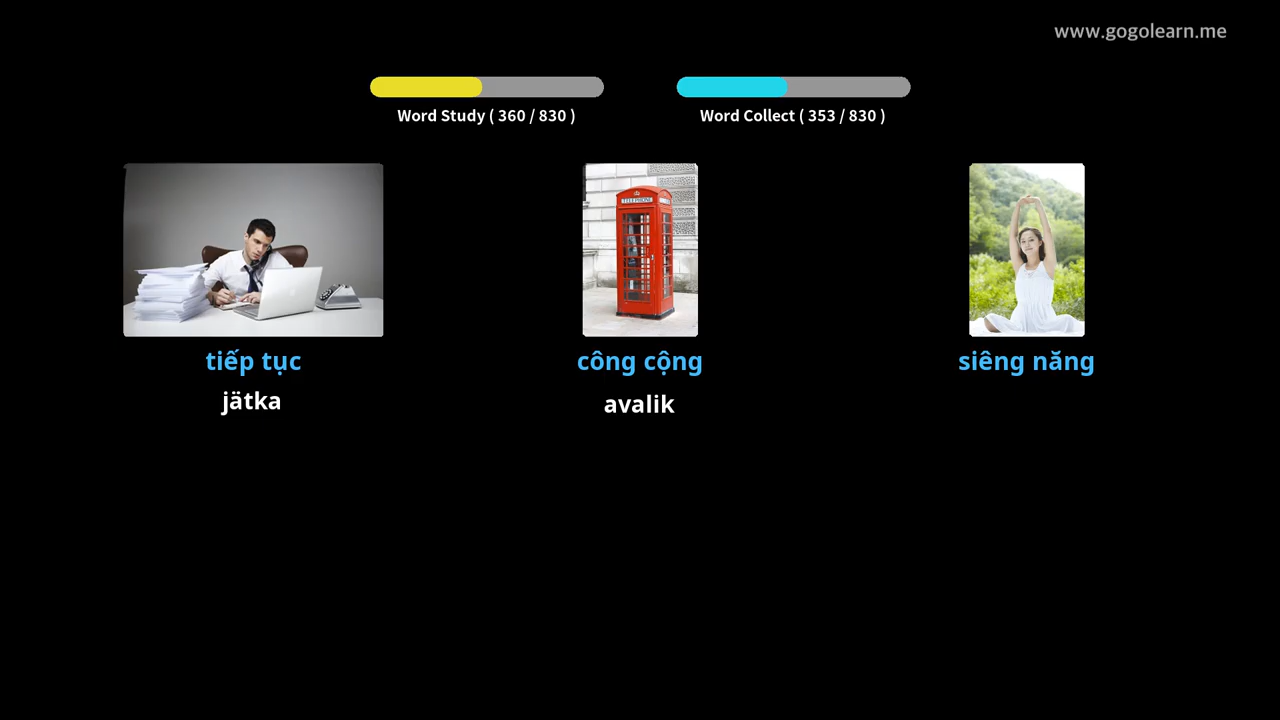 www.gogolearn.me
Word Study ( 360 / 830 )
Word Collect ( 353 / 830 )
TELEPHONE
tiếp tục
công cộng
siêng năng
jätka
avalik